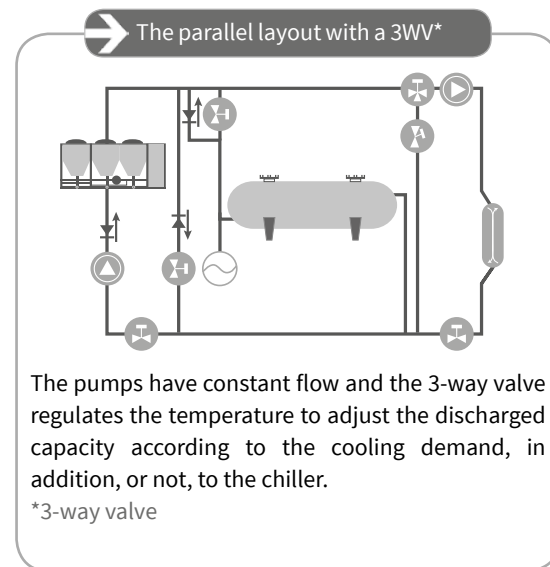 The parallel layout with a 3WV*
The pumps have constant flow and the 3-way valve
regulates the temperature to adjust the discharged
capacity according to the cooling demand, in
addition, or not, to the chiller.
*3-way valve